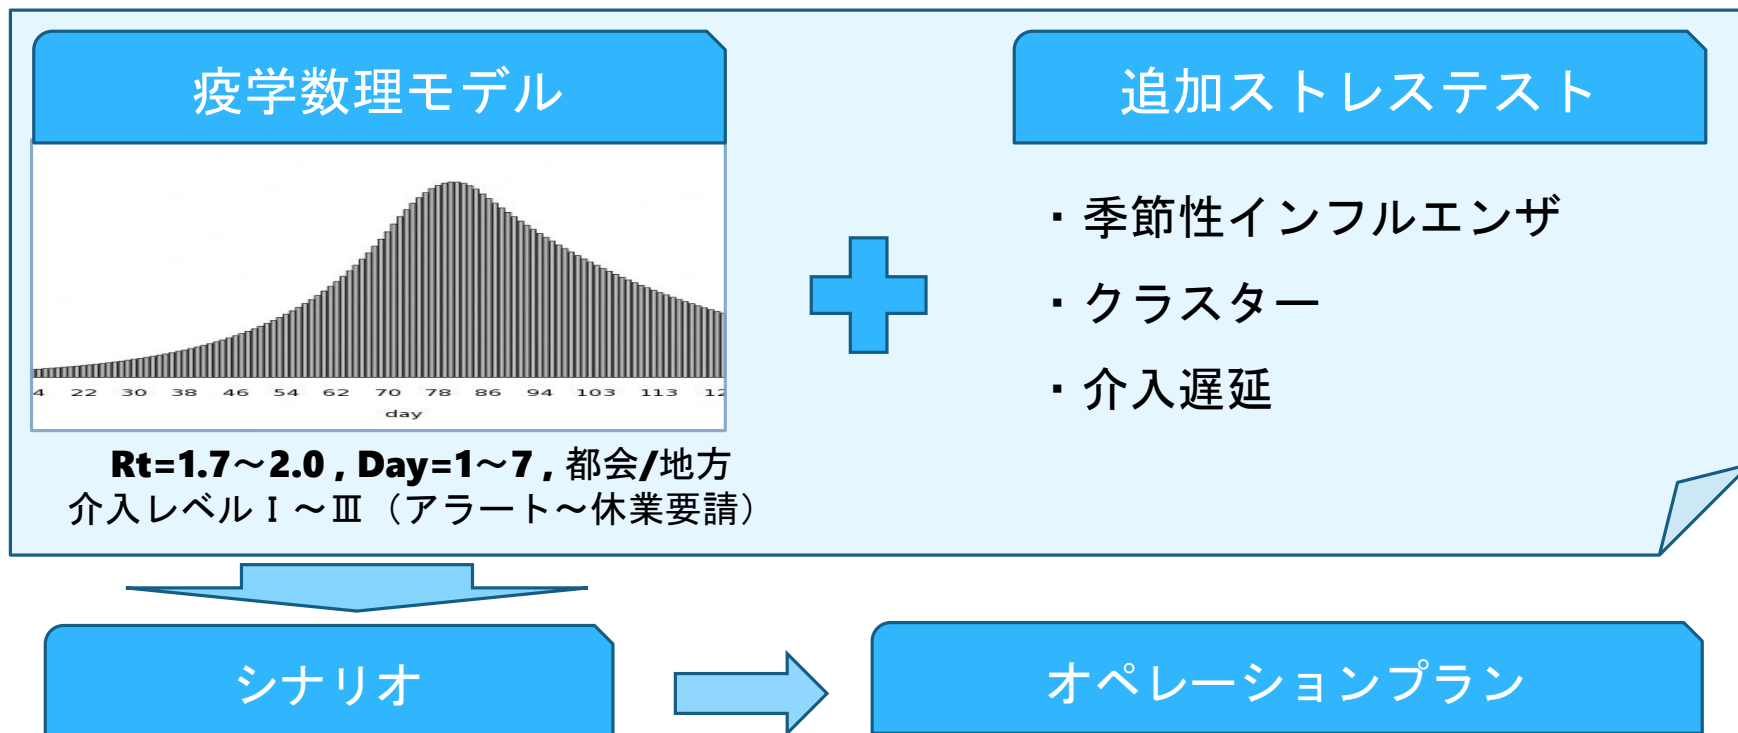 疫学数理モデル
追加ストレステスト
4 22 30 38 46 54 62 70 78 86 94 103 113 12
day
Rt=1.7～2.0 , Day=1～7 , 都会/地方
介入レベルⅠ～Ⅲ（アラート～休業要請）
・季節性インフルエンザ
・クラスター
・介入遅延
シナリオ
オペレーションプラン